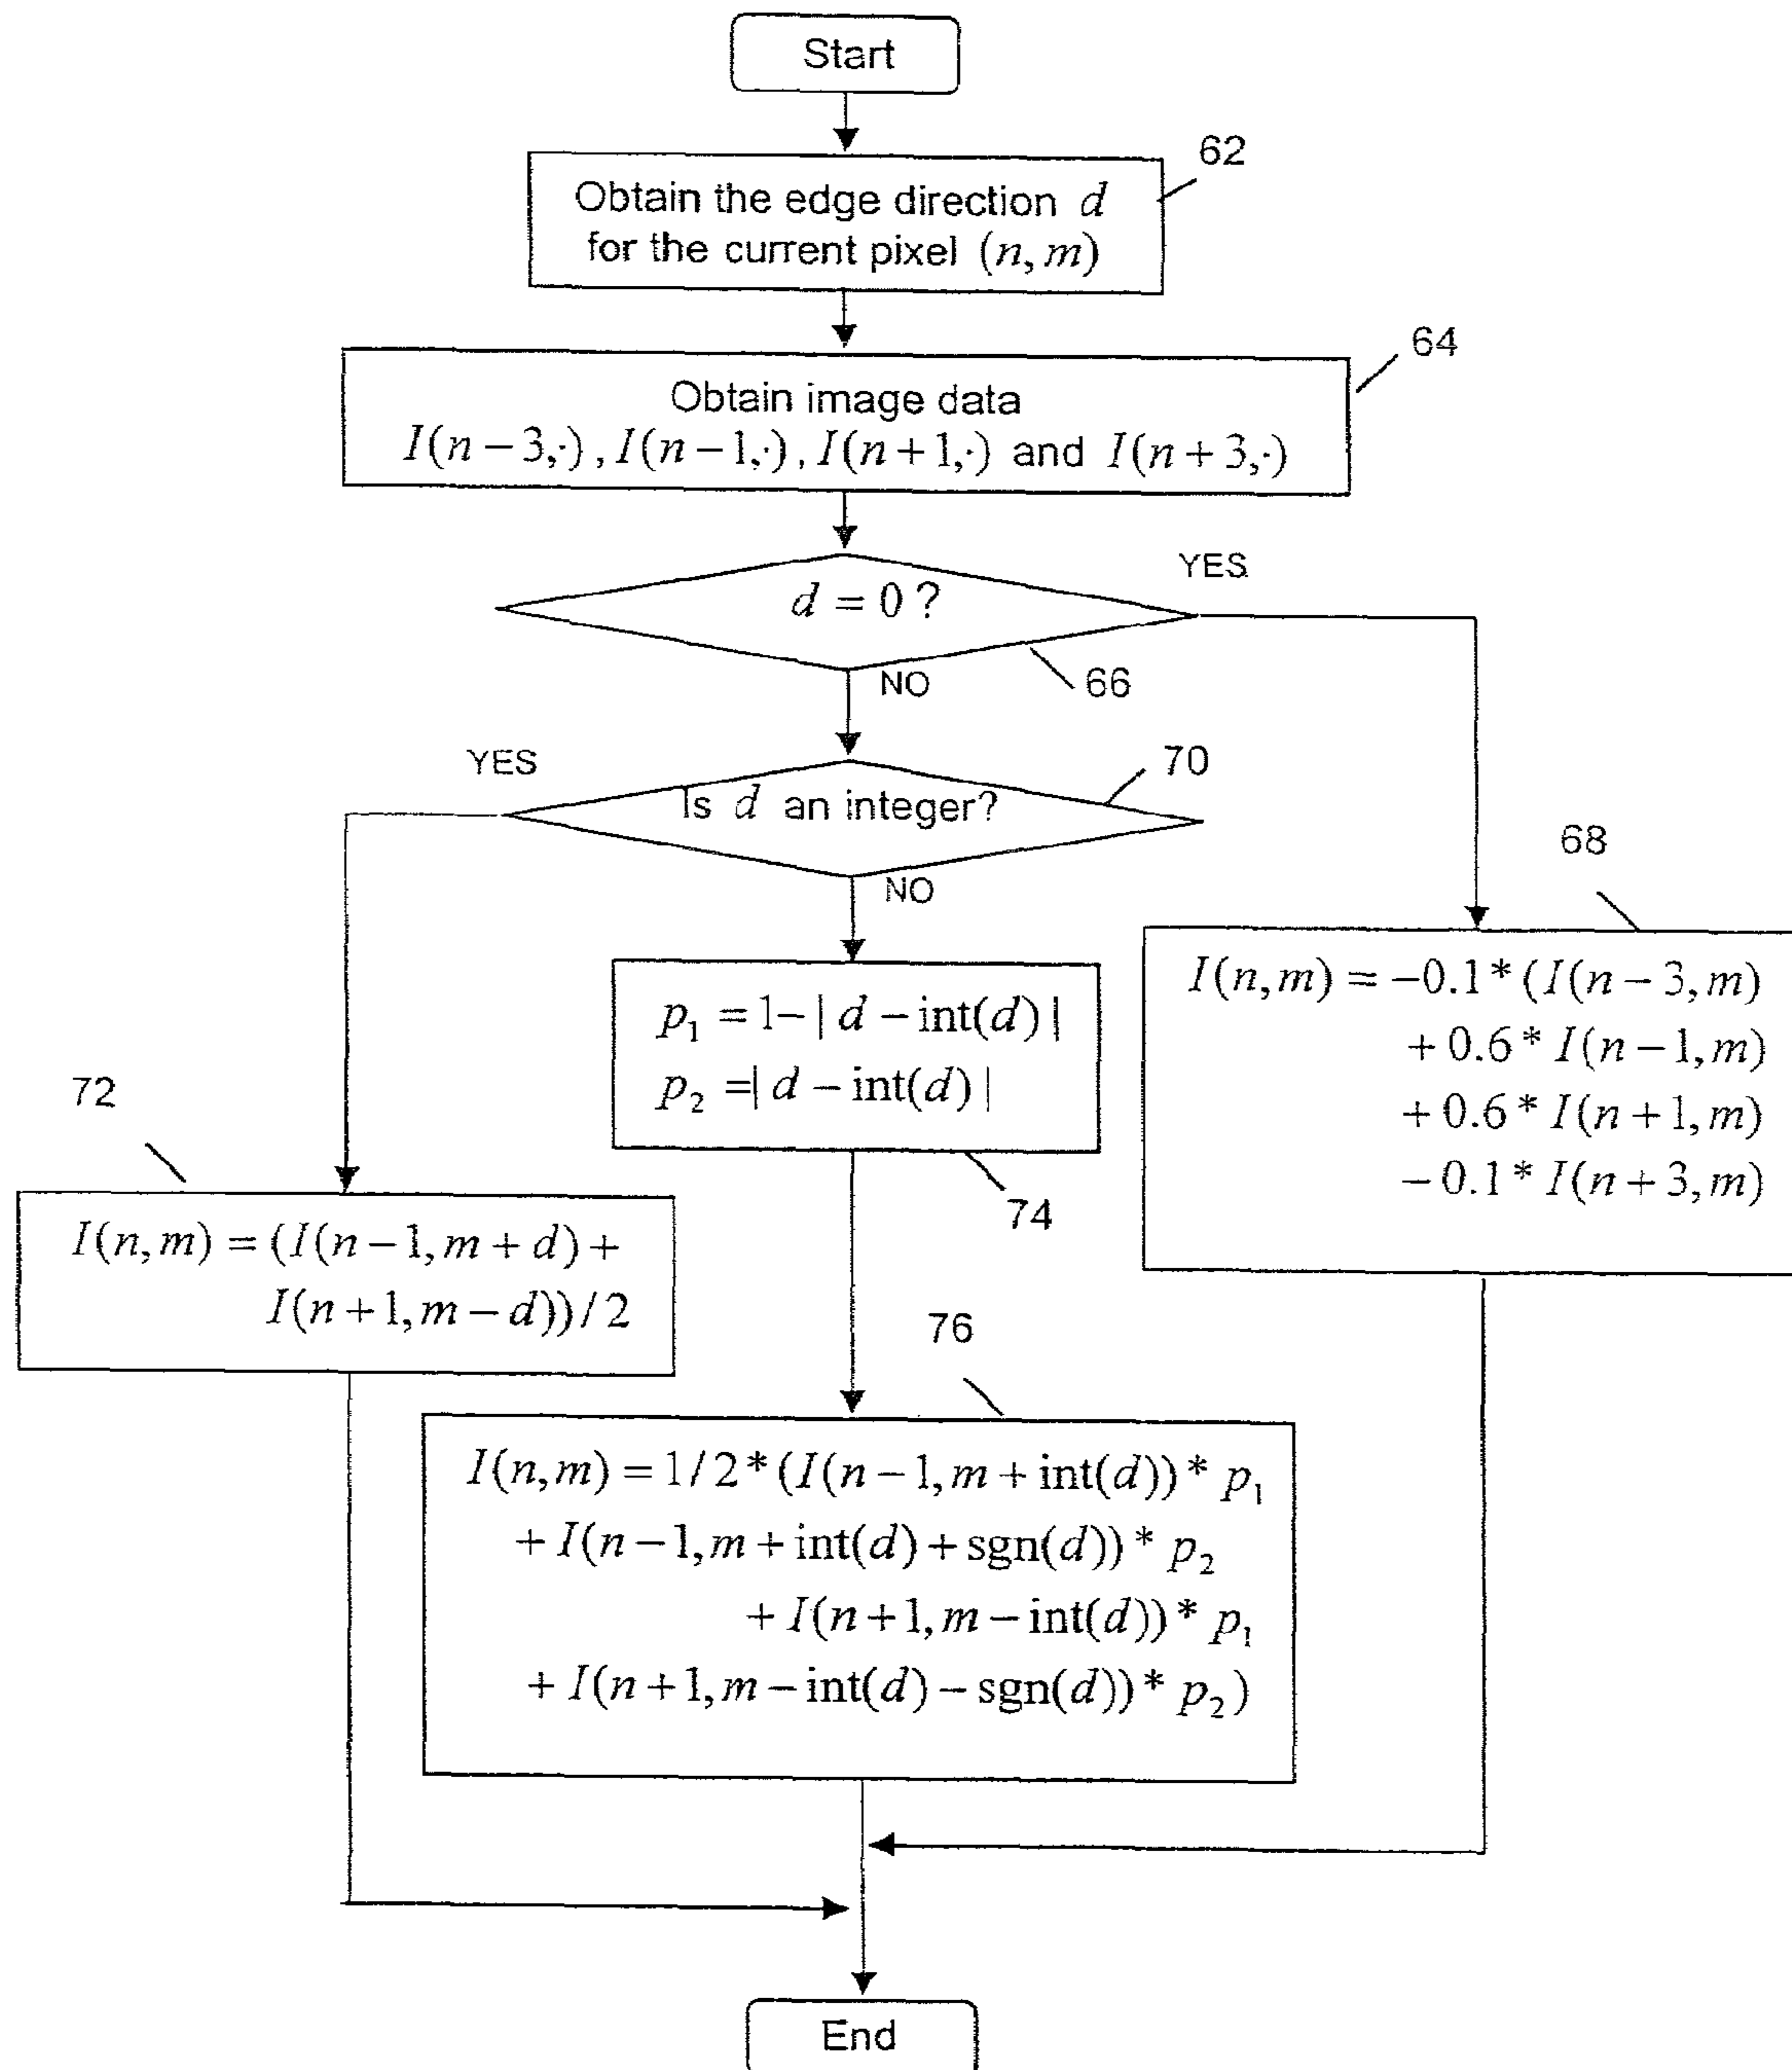 Start
62
Obtain the edge direction d
for the current pixel (n, m)
64
Obtain image data
I(n − 3,·), I(n − 1,·), I(n + 1,·) and I(n + 3,·)
YES
d = 0 ?
66
NO
YES
70
Is d an integer?
NO
68
I(n, m) = −0.1 * (I(n − 3, m)
+ 0.6 * I(n − 1, m)
+ 0.6 * I(n + 1, m)
− 0.1 * I(n + 3, m)
p₁ = 1− | d − int(d) |
p₂ =| d − int(d) |
74
72
I(n, m) = (I(n − 1, m + d) +
I(n + 1, m − d)) / 2
76
I(n, m) = 1 / 2 * (I(n − 1, m + int(d)) * p₁
+ I(n − 1, m + int(d) + sgn(d)) * p₂
+ I(n + 1, m − int(d)) * p₁
+ I(n + 1, m − int(d) − sgn(d)) * p₂)
End